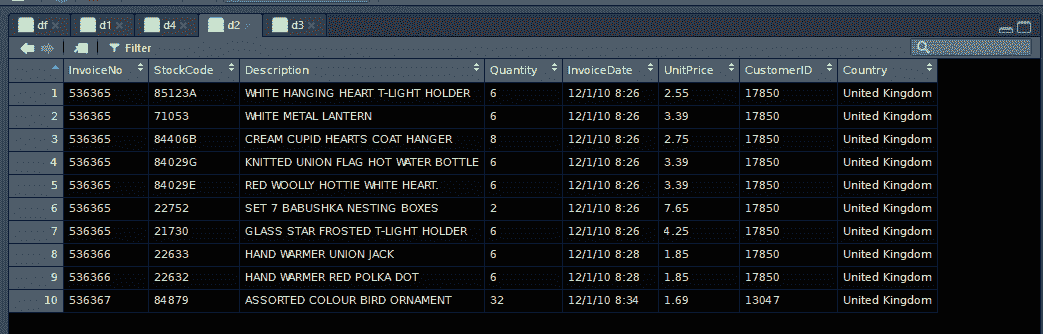 df d1 d4 d2 d3
Filter
InvoiceNo StockCode Description Quantity InvoiceDate UnitPrice CustomerID Country
1 536365 85123A WHITE HANGING HEART T-LIGHT HOLDER 6 12/1/10 8:26 2.55 17850 United Kingdom
2 536365 71053 WHITE METAL LANTERN 6 12/1/10 8:26 3.39 17850 United Kingdom
3 536365 84406B CREAM CUPID HEARTS COAT HANGER 8 12/1/10 8:26 2.75 17850 United Kingdom
4 536365 84029G KNITTED UNION FLAG HOT WATER BOTTLE 6 12/1/10 8:26 3.39 17850 United Kingdom
5 536365 84029E RED WOOLLY HOTTIE WHITE HEART. 6 12/1/10 8:26 3.39 17850 United Kingdom
6 536365 22752 SET 7 BABUSHKA NESTING BOXES 2 12/1/10 8:26 7.65 17850 United Kingdom
7 536365 21730 GLASS STAR FROSTED T-LIGHT HOLDER 6 12/1/10 8:26 4.25 17850 United Kingdom
8 536366 22633 HAND WARMER UNION JACK 6 12/1/10 8:28 1.85 17850 United Kingdom
9 536366 22632 HAND WARMER RED POLKA DOT 6 12/1/10 8:28 1.85 17850 United Kingdom
10 536367 84879 ASSORTED COLOUR BIRD ORNAMENT 32 12/1/10 8:34 1.69 13047 United Kingdom